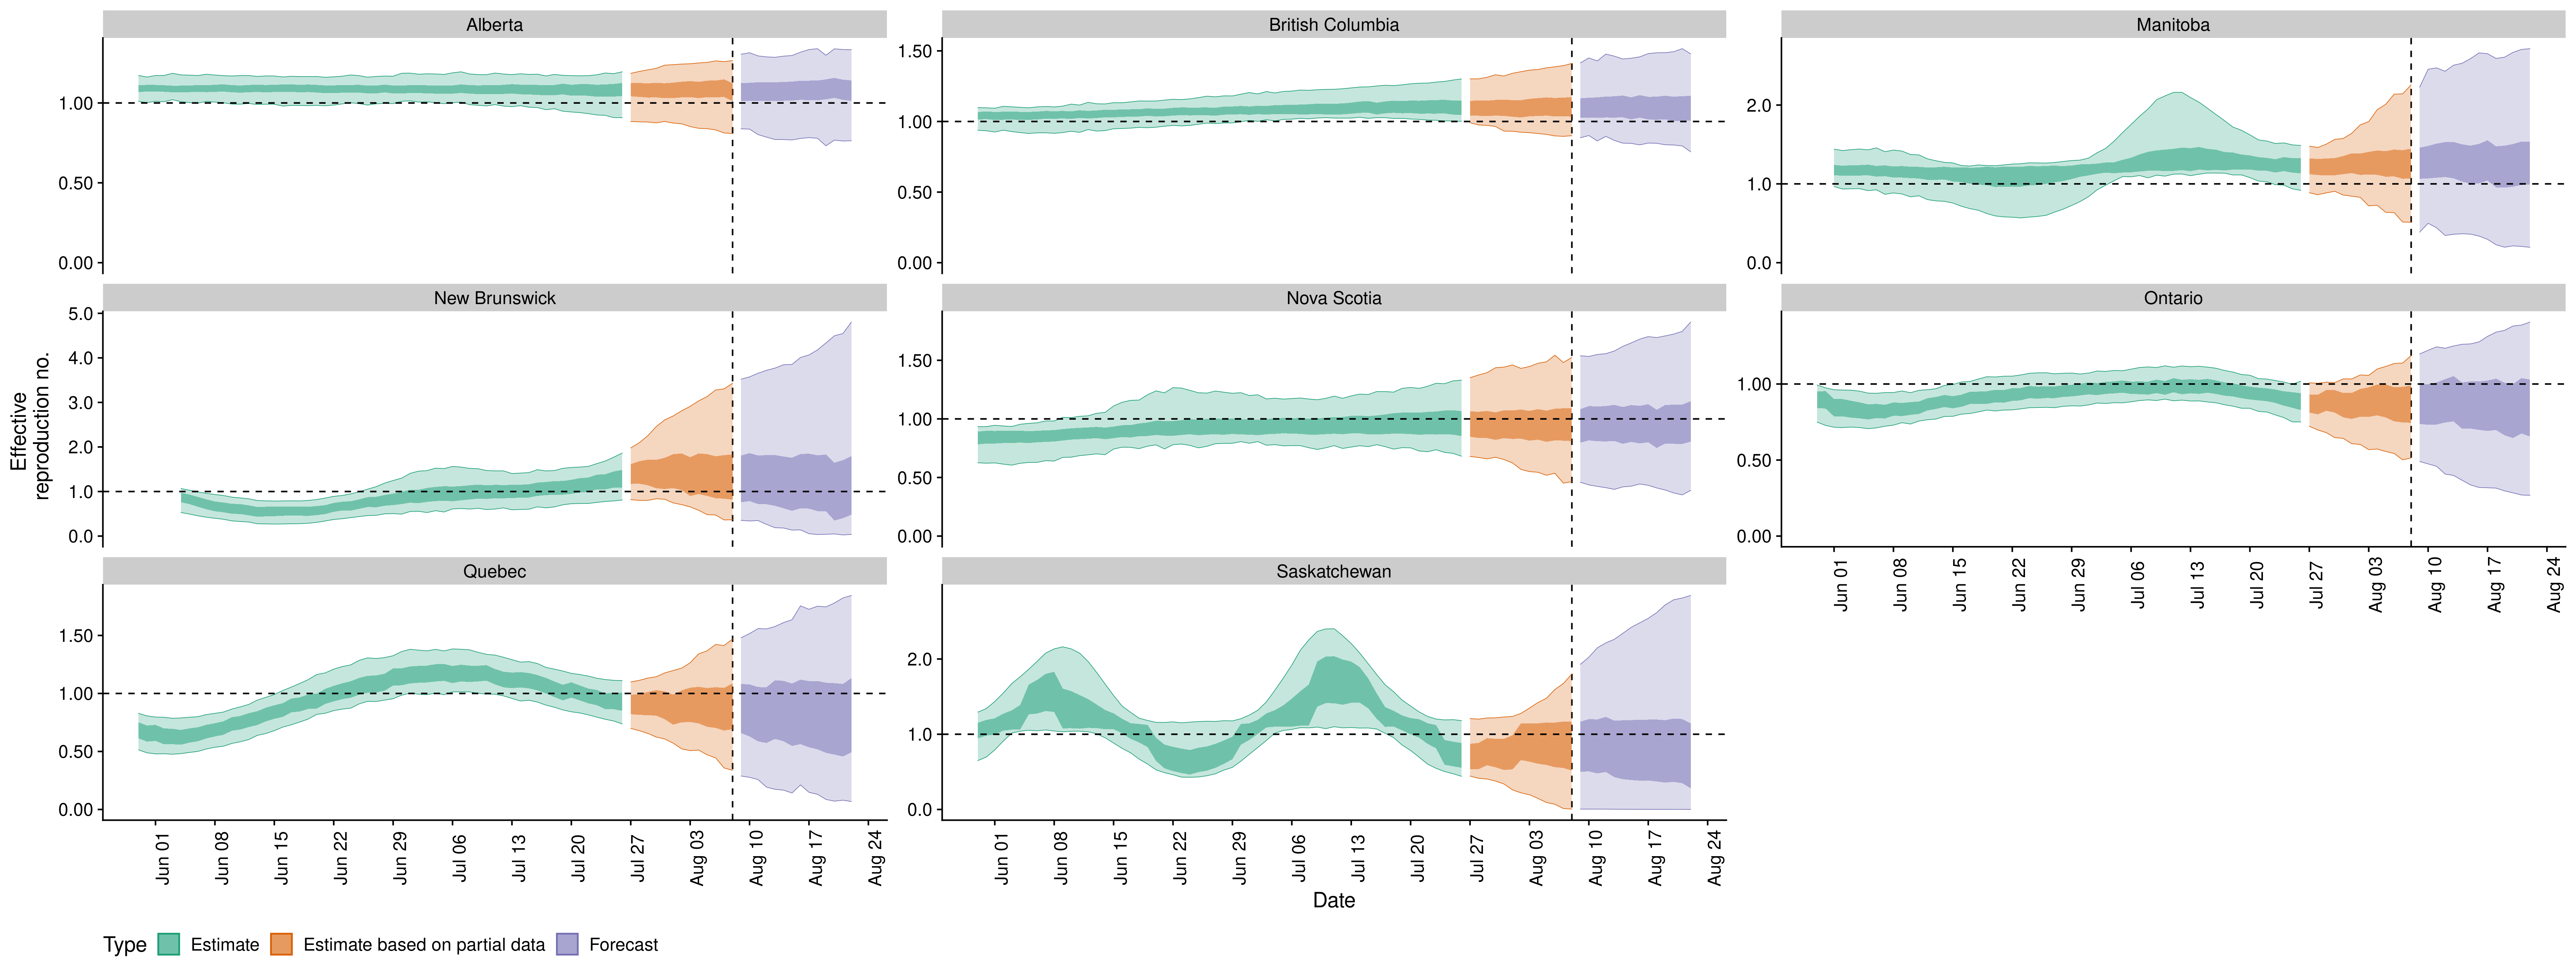 Alberta
British Columbia
Manitoba
1.00
0.50
0.00
1.50
1.00
0.50
0.00
2.0
1.0
0.0
New Brunswick
Nova Scotia
Ontario
5.0
4.0
3.0
2.0
1.0
0.0
1.50
1.00
0.50
0.00
1.00
0.50
0.00
Jun 01
Jun 08
Jun 15
Jun 22
Jun 29
Jul 06
Jul 13
Jul 20
Jul 27
Aug 03
Aug 10
Aug 17
Aug 24
Effective
reproduction no.
Quebec
Saskatchewan
1.50
1.00
0.50
0.00
2.0
1.0
0.0
Jun 01
Jun 08
Jun 15
Jun 22
Jun 29
Jul 06
Jul 13
Jul 20
Jul 27
Aug 03
Aug 10
Aug 17
Aug 24
Jun 01
Jun 08
Jun 15
Jun 22
Jun 29
Jul 06
Jul 13
Jul 20
Jul 27
Aug 03
Aug 10
Aug 17
Aug 24
Date
Type Estimate Estimate based on partial data Forecast